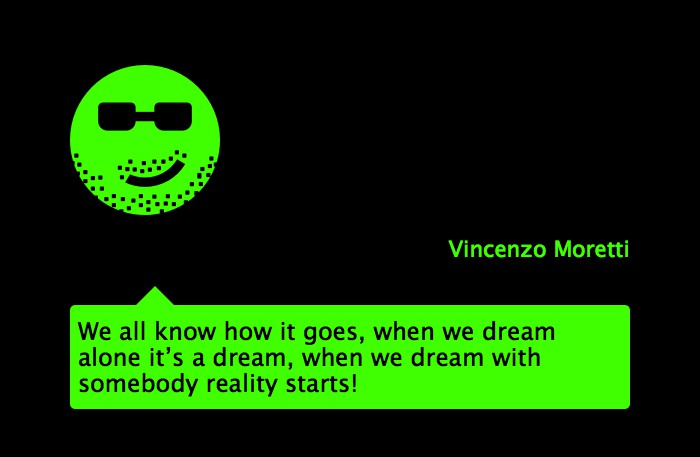 Vincenzo Moretti
We all know how it goes, when we dream
alone it’s a dream, when we dream with
somebody reality starts!